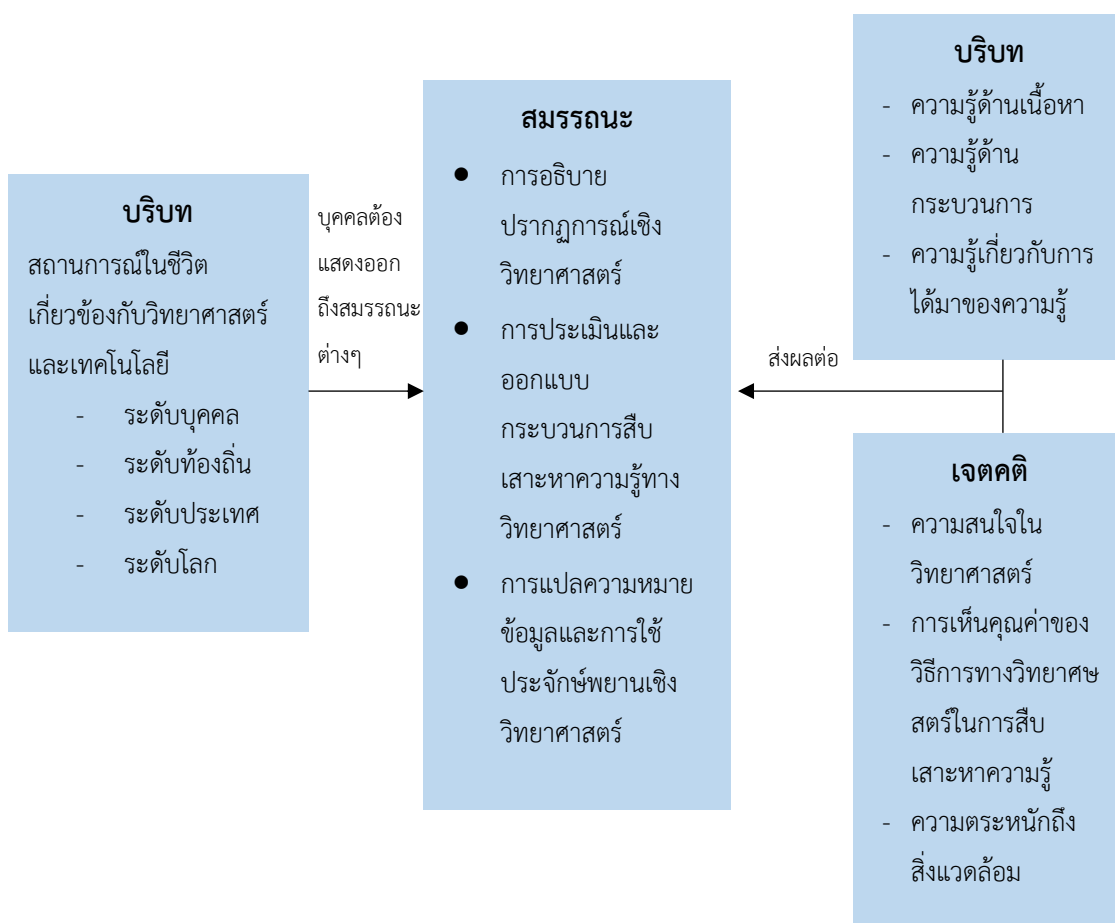 บริบท
สถานการณ์ในชีวิต
เกี่ยวข้องกับวิทยาศาสตร์
และเทคโนโลยี
- ระดับบุคคล
- ระดับท้องถิ่น
- ระดับประเทศ
- ระดับโลก
บุคคลต้อง
แสดงออก
ถึงสมรรถนะ
ต่างๆ
สมรรถนะ
● การอธิบาย
ปรากฏการณ์เชิง
วิทยาศาสตร์
● การประเมินและ
ออกแบบ
กระบวนการสืบ
เสาะหาความรู้ทาง
วิทยาศาสตร์
● การแปลความหมาย
ข้อมูลและการใช้
ประจักษ์พยานเชิง
วิทยาศาสตร์
ส่งผลต่อ
บริบท
- ความรู้ด้านเนื้อหา
- ความรู้ด้าน
กระบวนการ
- ความรู้เกี่ยวกับการ
ได้มาของความรู้
เจตคติ
- ความสนใจใน
วิทยาศาสตร์
- การเห็นคุณค่าของ
วิธีการทางวิทยาศษ
สตร์ในการสืบ
เสาะหาความรู้
- ความตระหนักถึง
สิ่งแวดล้อม